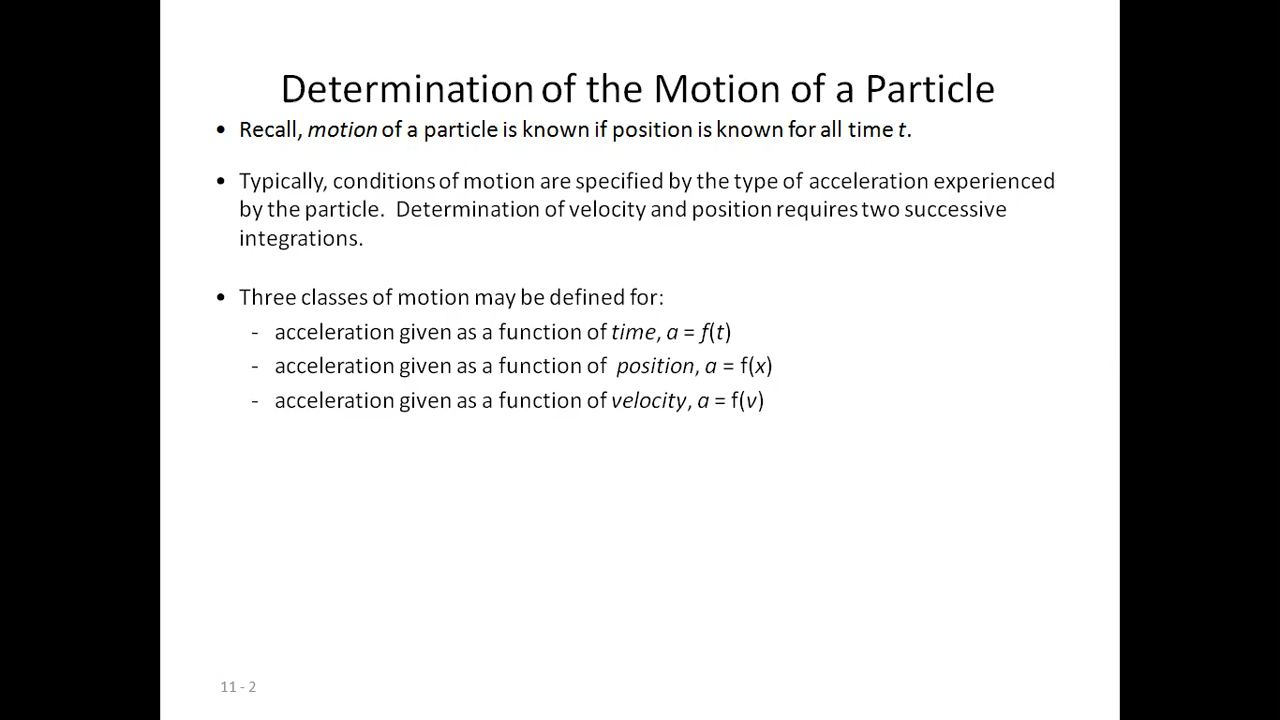 Determination of the Motion of a Particle
• Recall, motion of a particle is known if position is known for all time t.
• Typically, conditions of motion are specified by the type of acceleration experienced
by the particle. Determination of velocity and position requires two successive
integrations.
• Three classes of motion may be defined for:
- acceleration given as a function of time, a = f(t)
- acceleration given as a function of position, a = f(x)
- acceleration given as a function of velocity, a = f(v)
11 - 2